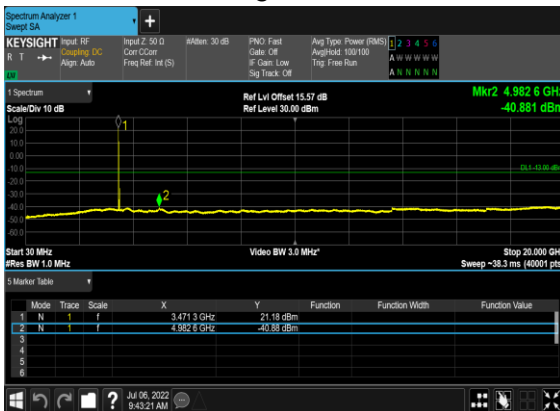 Spectrum Analyzer 1
Swept SA
KEYSIGHT
R T
LV
Input: RF
Coupling: DC
Align: Auto
Input Z: 50 Ω
Corr CCorr
Freq Ref: Int (S)
#Atten: 30 dB
PNO: Fast
Gate: Off
IF Gain: Low
Sig Track: Off
Avg Type: Power (RMS)
Avg|Hold: 100/100
Trig: Free Run
1 2 3 4 5 6
A W W W W W
A N N N N N
1 Spectrum
Scale/Div 10 dB
Ref Lvl Offset 15.57 dB
Ref Level 30.00 dBm
Mkr2 4.982 6 GHz
-40.881 dBm
Log
20.0
10.0
0.00
-10.0
-20.0
-30.0
-40.0
-50.0
-60.0
1
2
DL1 -13.00 dBm
Start 30 MHz
#Res BW 1.0 MHz
Video BW 3.0 MHz*
Stop 20.000 GHz
Sweep ~38.3 ms (40001 pts)
5 Marker Table
Mode Trace Scale X Y Function Function Width Function Value
1 N 1 f 3.471 3 GHz 21.18 dBm
2 N 1 f 4.982 6 GHz -40.88 dBm
3
4
5
6
?
Jul 06, 2022
9:43:21 AM